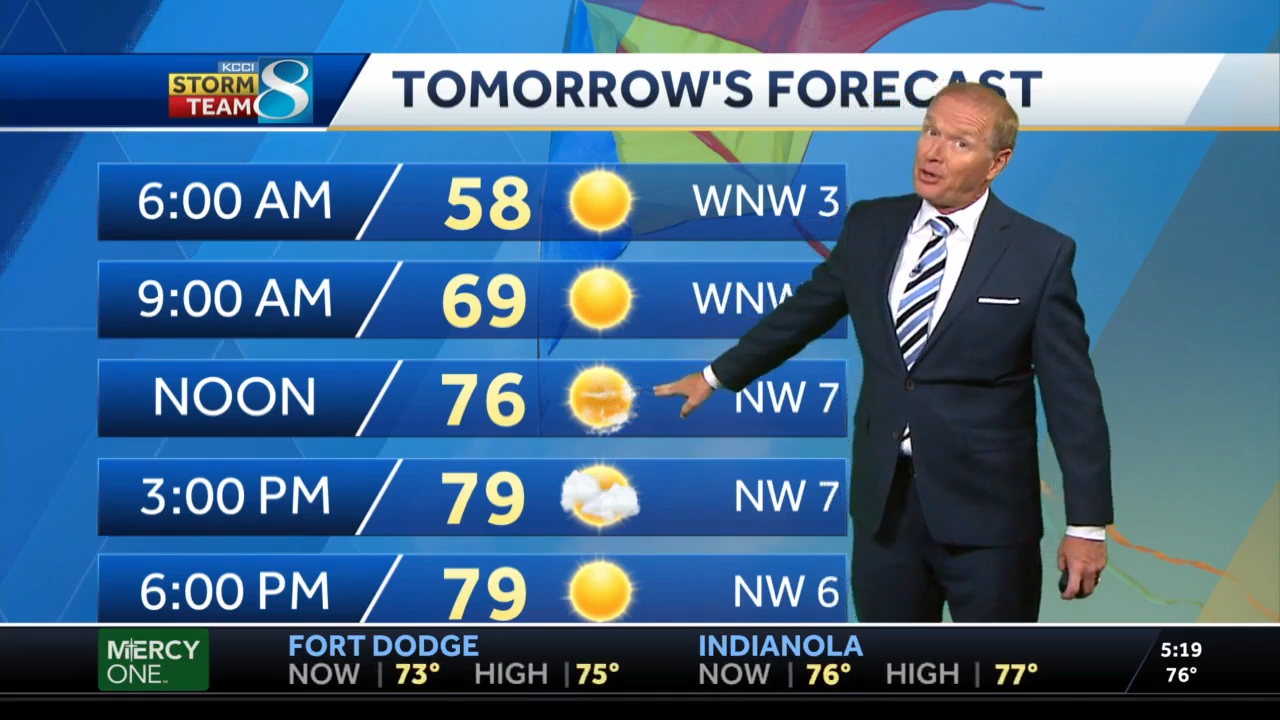 KCCI
STORM
TEAM 8
TOMORROW'S FORECAST
6:00 AM 58 WNW 3
9:00 AM 69 WNW
NOON 76 NW 7
3:00 PM 79 NW 7
6:00 PM 79 NW 6
MERCY
ONE
FORT DODGE
NOW 73° HIGH 75°
INDIANOLA
NOW 76° HIGH 77°
5:19
76°